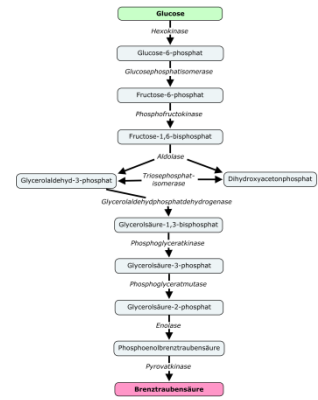 Glucose
Hexokinase
Glucose-6-phosphat
Glucosephosphatisomerase
Fructose-6-phosphat
Phosphofructokinase
Fructose-1,6-bisphosphat
Aldolase
Glycerolaldehyd-3-phosphat
Triosephosphat-
isomerase
Dihydroxyacetonphosphat
Glycerolaldehydphosphatdehydrogenase
Glycerolsäure-1,3-bisphosphat
Phosphoglyceratkinase
Glycerolsäure-3-phosphat
Phosphoglyceratmutase
Glycerolsäure-2-phosphat
Enolase
Phosphoenolbrenztraubensäure
Pyrovatkinase
Brenztraubensäure